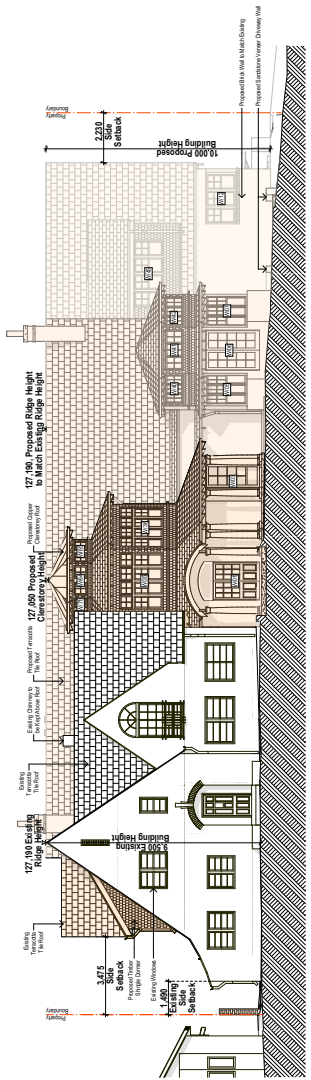 Property
Boundary
1,490
Existing
Side
Setback
3,475
Side
Setback
Existing
Terracotta
Tile Roof
Proposed Timber
Shingle Dormer
Existing Windows
127,190 Existing
Ridge Height
9,500 Existing
Building Height
Existing
Terracotta
Tile Roof
Existing Chimney to
be Kept Above Roof
Proposed Terracotta
Tile Roof
127,050 Proposed
Clerestorey Height
Proposed Copper
Clerestorey Roof
127,190, Proposed Ridge Height
to Match Existing Ridge Height
10,000 Proposed
Building Height
2,230
Side
Setback
Property
Boundary
Proposed Brick Wall to Match Existing
Proposed Sandstone Veneer Driveway Wall